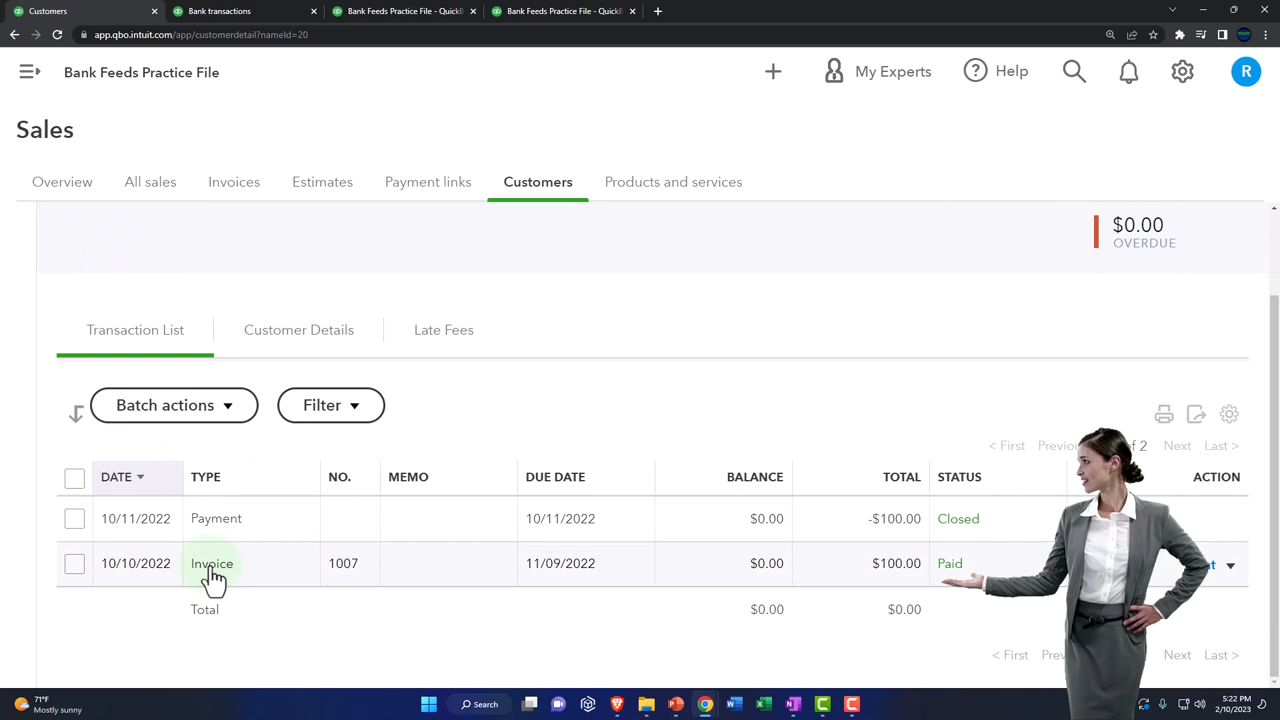 Customers
Bank transactions
Bank Feeds Practice File - QuickB
Bank Feeds Practice File - QuickB
app.qbo.intuit.com/app/customerdetail?nameId=20
Bank Feeds Practice File
My Experts
Help
R
Sales
Overview
All sales
Invoices
Estimates
Payment links
Customers
Products and services
$0.00
OVERDUE
Transaction List
Customer Details
Late Fees
Batch actions
Filter
< First Previou of 2 Next Last >
DATE TYPE NO. MEMO DUE DATE BALANCE TOTAL STATUS ACTION
10/11/2022 Payment 10/11/2022 $0.00 -$100.00 Closed
10/10/2022 Invoice 1007 11/09/2022 $0.00 $100.00 Paid
Total $0.00 $0.00
< First Prev Next Last >
71°F
Mostly sunny
Search
5:22 PM
2/10/2023